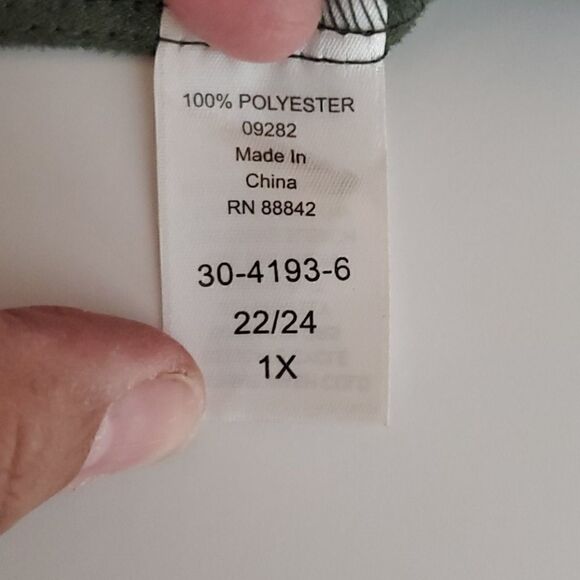 100% POLYESTER
09282
Made In
China
RN 88842
30-4193-6
22/24
1X